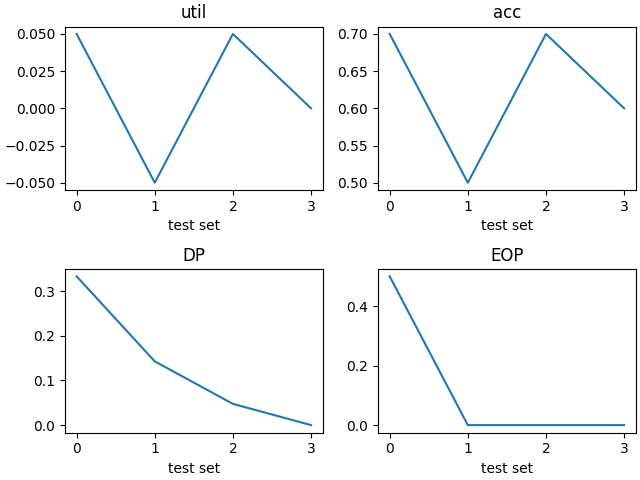 util
0.050
0.025
0.000
−0.025
−0.050
0 1 2 3
test set
acc
0.70
0.65
0.60
0.55
0.50
0 1 2 3
test set
DP
0.3
0.2
0.1
0.0
0 1 2 3
test set
EOP
0.4
0.2
0.0
0 1 2 3
test set